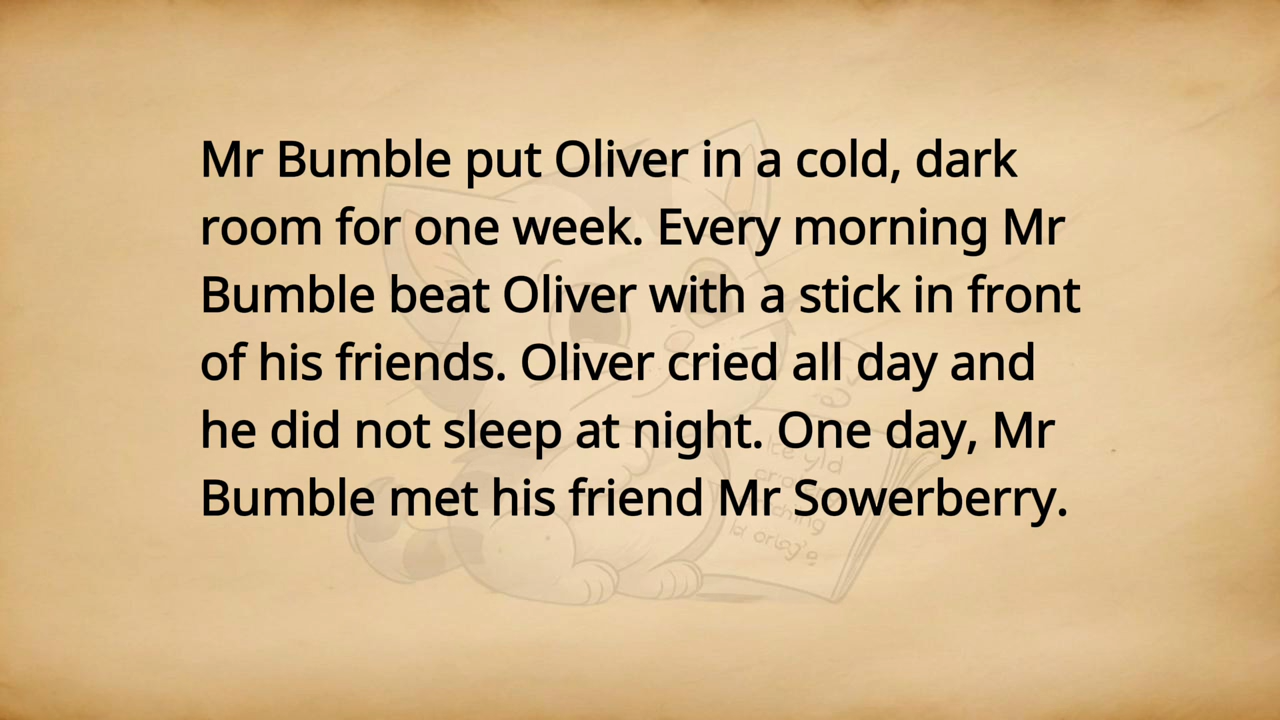 Mr Bumble put Oliver in a cold, dark
room for one week. Every morning Mr
Bumble beat Oliver with a stick in front
of his friends. Oliver cried all day and
he did not sleep at night. One day, Mr
Bumble met his friend Mr Sowerberry.